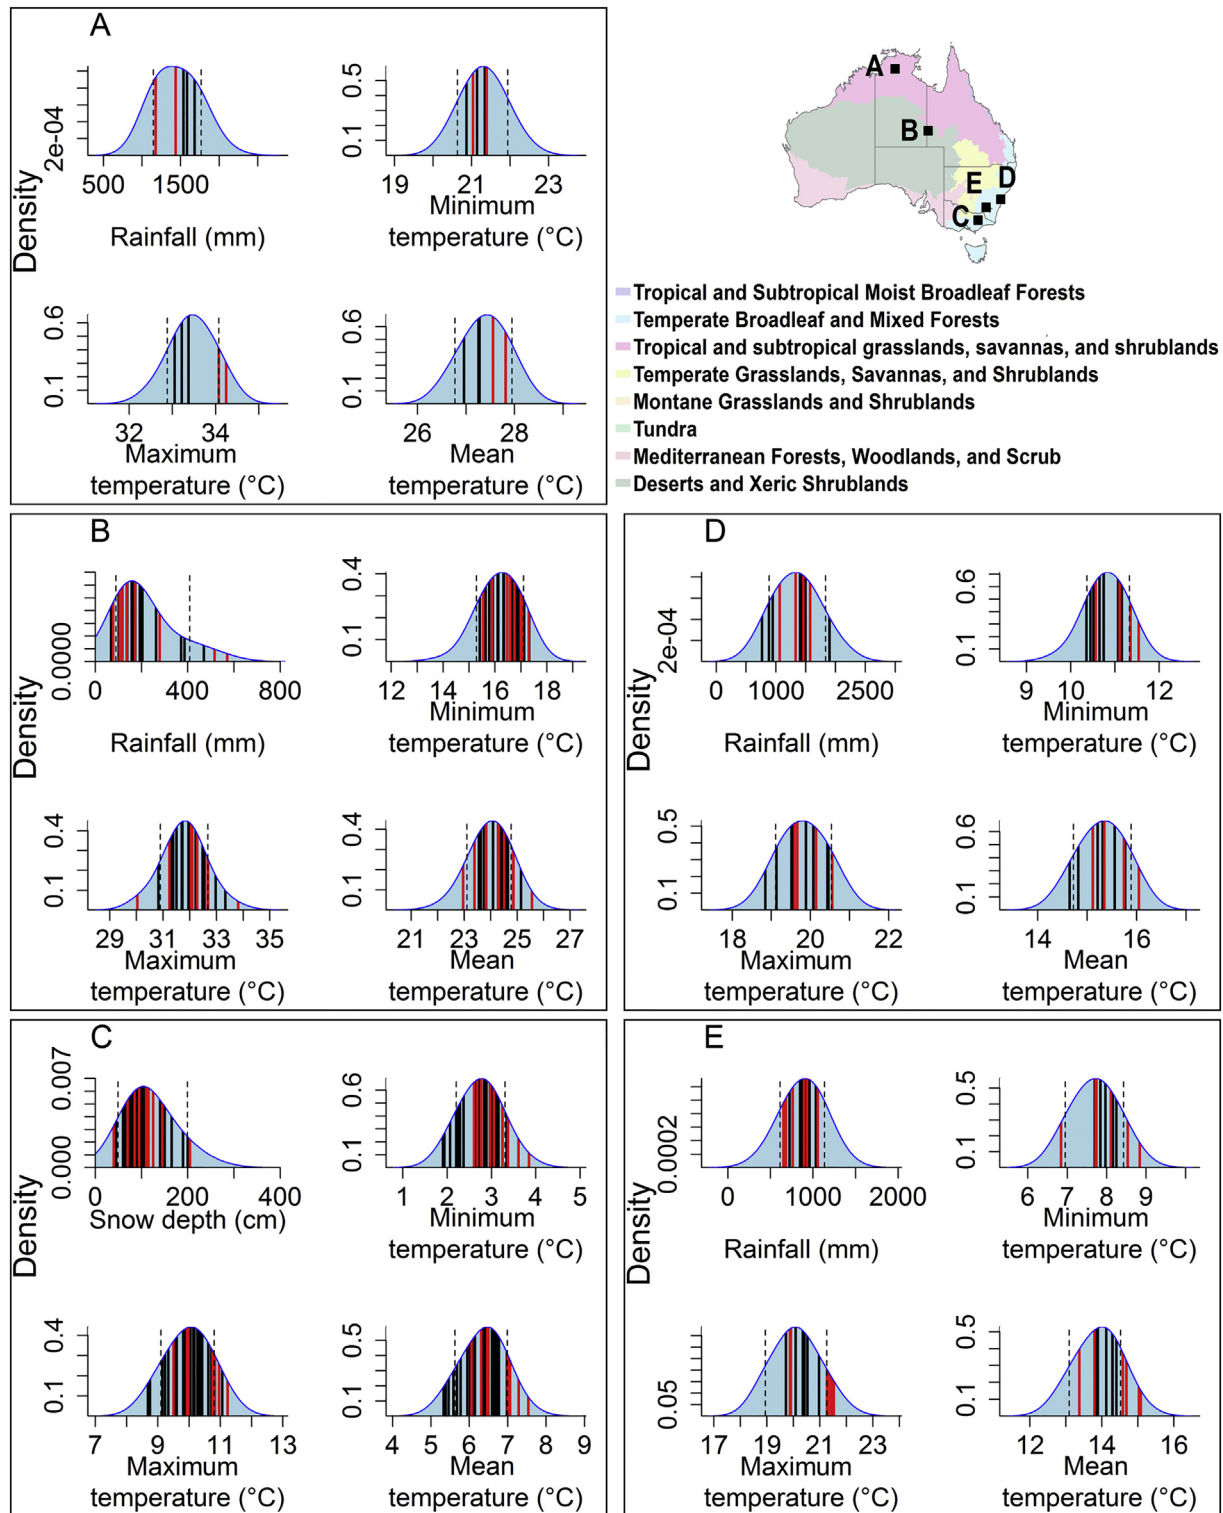 A
Density
2e-04
500 1500
Rainfall (mm)
0.1 0.5
19 21 23
Minimum
temperature (°C)
0.1 0.6
32 34
Maximum
temperature (°C)
0.1 0.6
26 28
Mean
temperature (°C)
A
B
C
E
D
Tropical and Subtropical Moist Broadleaf Forests
Temperate Broadleaf and Mixed Forests
Tropical and subtropical grasslands, savannas, and shrublands
Temperate Grasslands, Savannas, and Shrublands
Montane Grasslands and Shrublands
Tundra
Mediterranean Forests, Woodlands, and Scrub
Deserts and Xeric Shrublands
B
Density
0.0000
0 400 800
Rainfall (mm)
0.1 0.4
12 14 16 18
Minimum
temperature (°C)
0.1 0.4
29 31 33 35
Maximum
temperature (°C)
0.1 0.4
21 23 25 27
Mean
temperature (°C)
D
Density
2e-04
0 1000 2500
Rainfall (mm)
0.1 0.6
9 10 12
Minimum
temperature (°C)
0.1 0.5
18 20 22
Maximum
temperature (°C)
0.1 0.6
14 16
Mean
temperature (°C)
C
Density
0.000 0.007
0 200 400
Snow depth (cm)
0.1 0.6
1 2 3 4 5
Minimum
temperature (°C)
0.1 0.4
7 9 11 13
Maximum
temperature (°C)
0.1 0.5
4 5 6 7 8 9
Mean
temperature (°C)
E
Density
0.0002
0 1000 2000
Rainfall (mm)
0.1 0.5
6 7 8 9
Minimum
temperature (°C)
0.05
17 19 21 23
Maximum
temperature (°C)
0.1 0.5
12 14 16
Mean
temperature (°C)